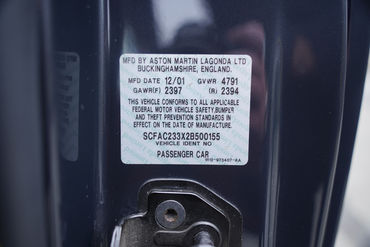 MFD BY ASTON MARTIN LAGONDA LTD
BUCKINGHAMSHIRE, ENGLAND.
MFD DATE 12/01 GVWR 4791
GAWR(F) 2397 (R) 2394
THIS VEHICLE CONFORMS TO ALL APPLICABLE
FEDERAL MOTOR VEHICLE SAFETY,BUMPER
AND THEFT PREVENTION STANDARDS IN
EFFECT ON THE DATE OF MANUFACTURE.
SCFAC233X2B500155
VEHICLE IDENT NO
PASSENGER CAR